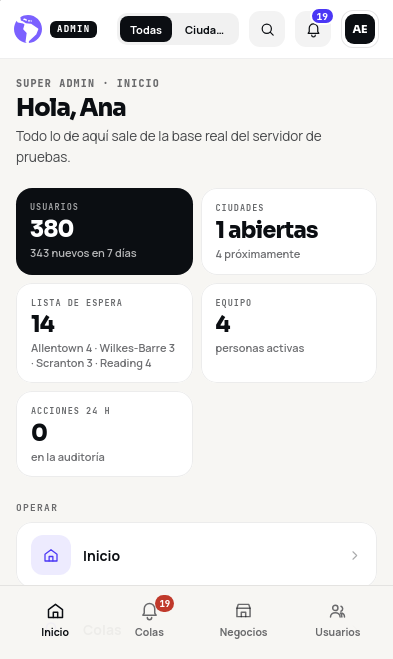 ADMIN
Todas
Ciuda…
19
AE
SUPER ADMIN · INICIO
Hola, Ana
Todo lo de aquí sale de la base real del servidor de
pruebas.
USUARIOS
380
343 nuevos en 7 días
CIUDADES
1 abiertas
4 próximamente
LISTA DE ESPERA
14
Allentown 4 · Wilkes-Barre 3
· Scranton 3 · Reading 4
EQUIPO
4
personas activas
ACCIONES 24 H
0
en la auditoría
OPERAR
Inicio
Colas
19
Inicio
Colas
Negocios
Usuarios